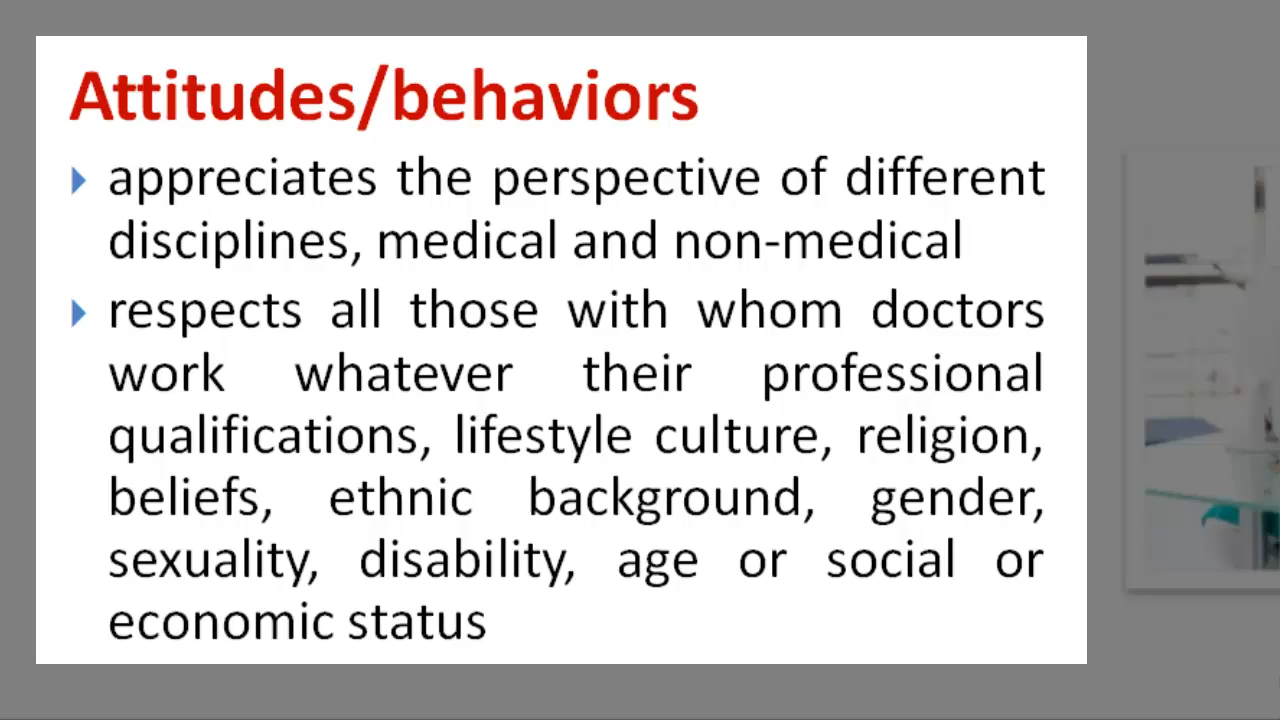 Attitudes/behaviors
appreciates the perspective of different
disciplines, medical and non-medical
respects all those with whom doctors
work whatever their professional
qualifications, lifestyle culture, religion,
beliefs, ethnic background, gender,
sexuality, disability, age or social or
economic status